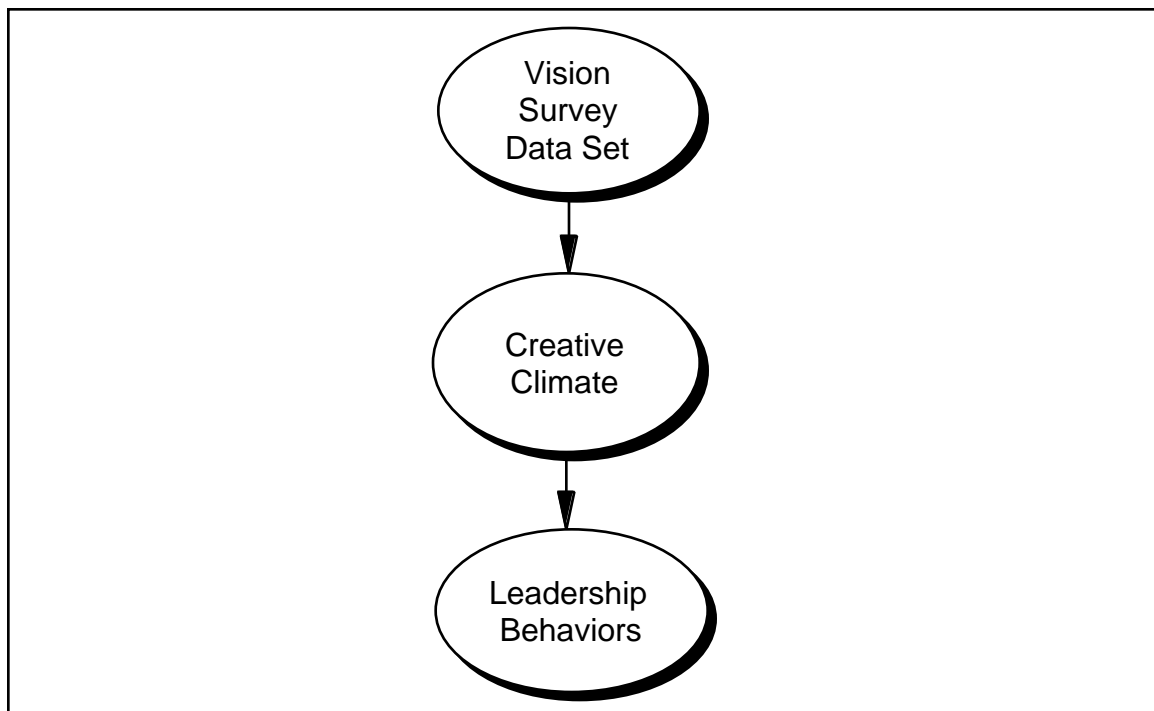 Vision
Survey
Data Set
Creative
Climate
Leadership
Behaviors